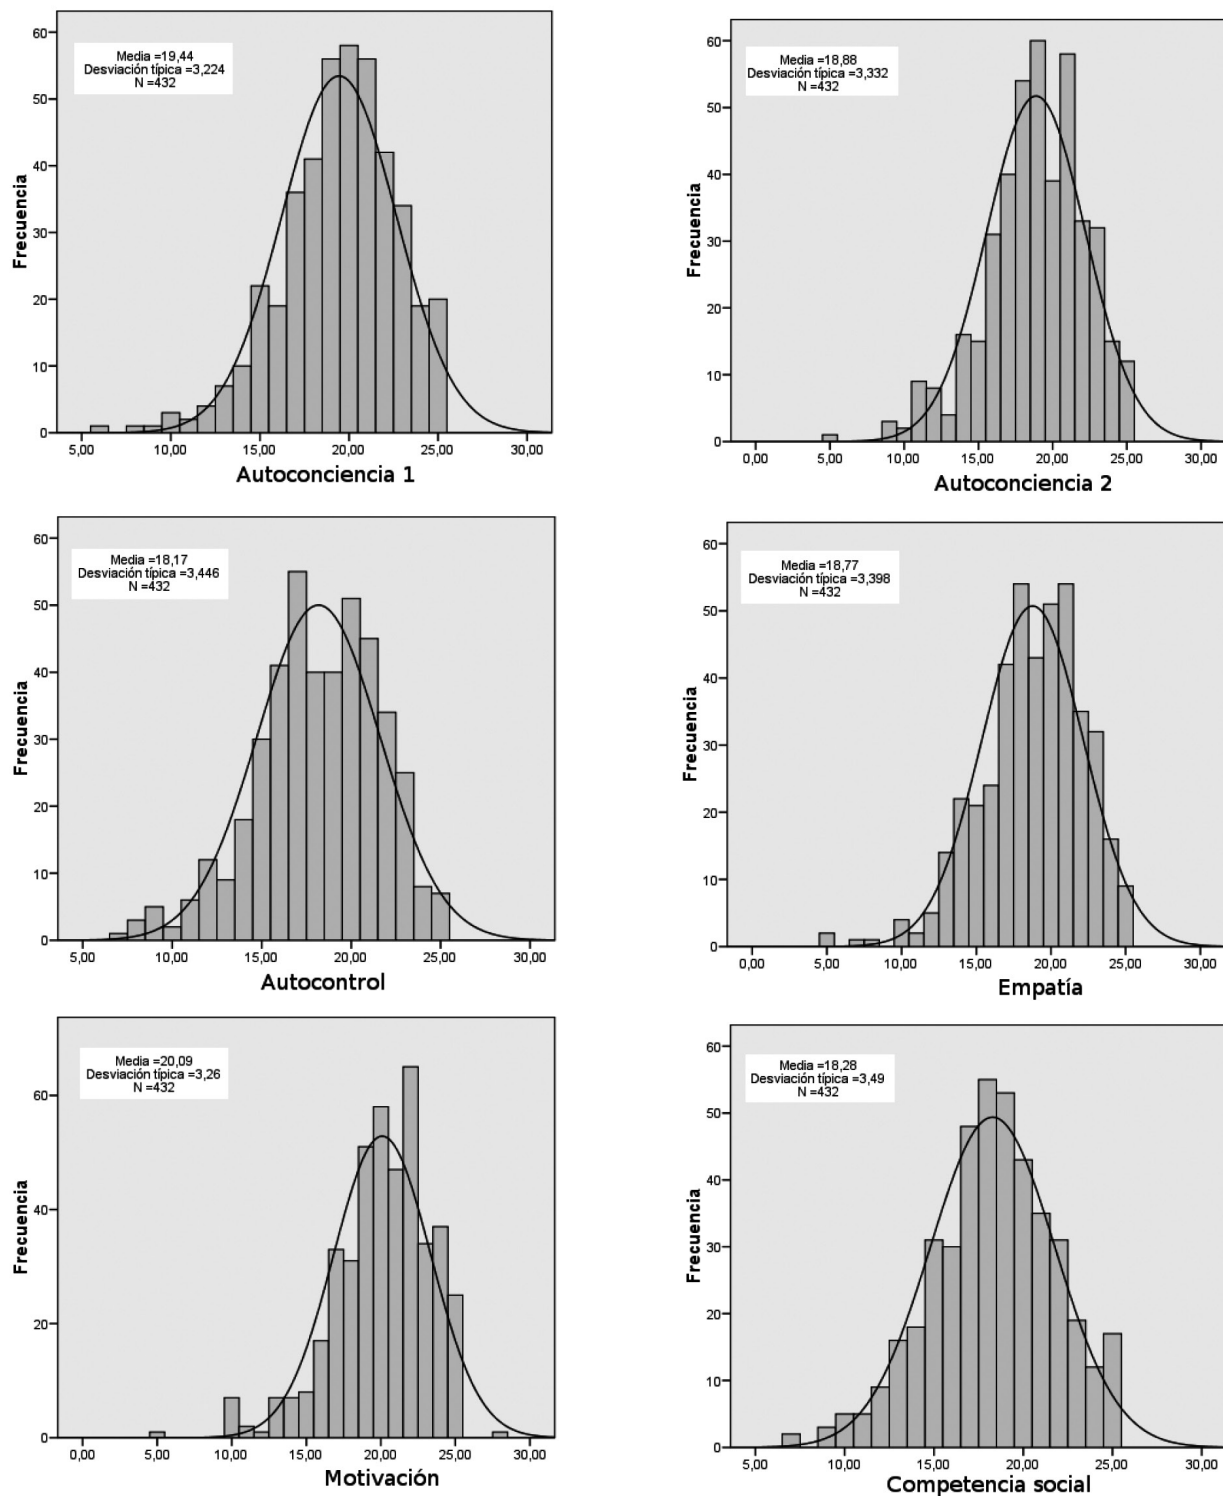 Media =19,44
Desviación típica =3,224
N =432
Frecuencia
60
50
40
30
20
10
0
5,00 10,00 15,00 20,00 25,00 30,00
Autoconciencia 1
Media =18,88
Desviación típica =3,332
N =432
Frecuencia
60
50
40
30
20
10
0
0,00 5,00 10,00 15,00 20,00 25,00 30,00
Autoconciencia 2
Media =18,17
Desviación típica =3,446
N =432
Frecuencia
60
50
40
30
20
10
0
5,00 10,00 15,00 20,00 25,00 30,00
Autocontrol
Media =18,77
Desviación típica =3,398
N =432
Frecuencia
60
50
40
30
20
10
0
0,00 5,00 10,00 15,00 20,00 25,00 30,00
Empatía
Media =20,09
Desviación típica =3,26
N =432
Frecuencia
60
40
20
0
0,00 5,00 10,00 15,00 20,00 25,00 30,00
Motivación
Media =18,28
Desviación típica =3,49
N =432
Frecuencia
60
50
40
30
20
10
0
5,00 10,00 15,00 20,00 25,00 30,00
Competencia social